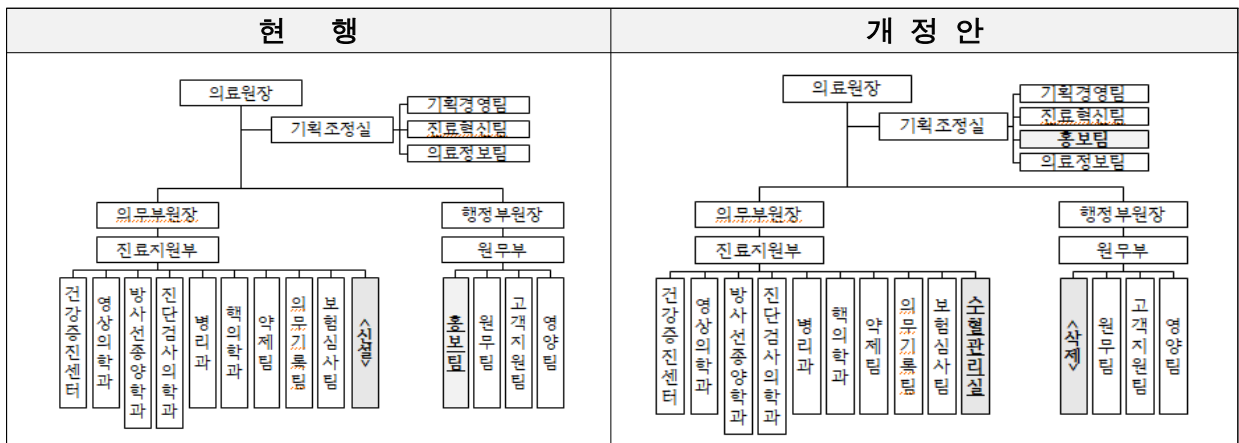 현 행
개 정 안
의료원장
기획조정실
기획경영팀
진료혁신팀
의료정보팀
의무부원장
행정부원장
진료지원부
원무부
건강증진센터
영상의학과
방사선종양학과
진단검사의학과
병리과
핵의학과
약제팀
의무기록팀
보험심사팀
<신설>
홍보팀
원무팀
고객지원팀
영양팀
의료원장
기획조정실
기획경영팀
진료혁신팀
홍보팀
의료정보팀
의무부원장
행정부원장
진료지원부
원무부
건강증진센터
영상의학과
방사선종양학과
진단검사의학과
병리과
핵의학과
약제팀
의무기록팀
보험심사팀
수혈관리실
<삭제>
원무팀
고객지원팀
영양팀